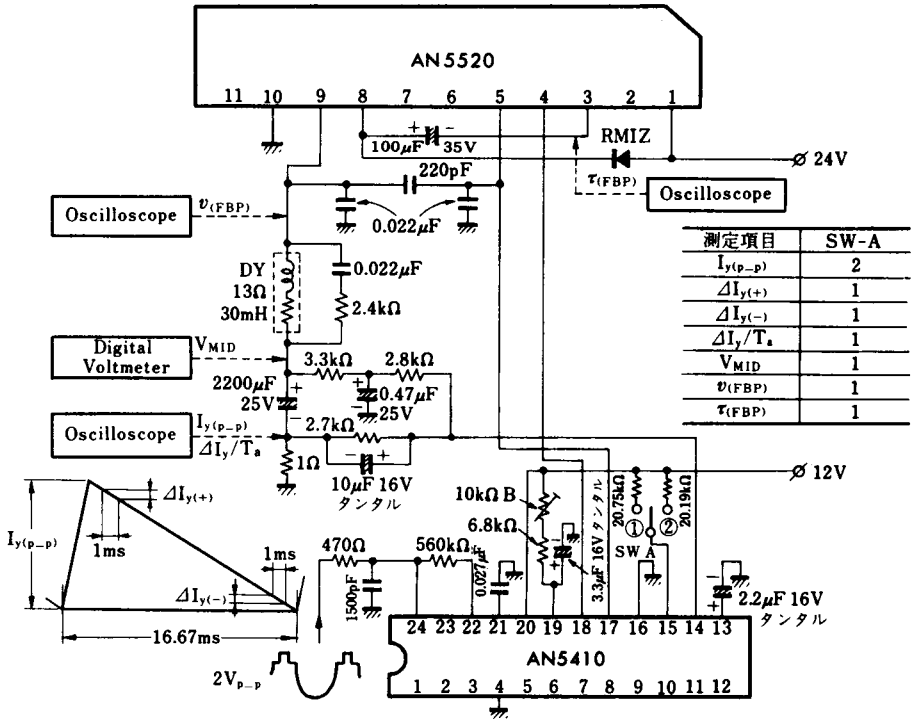 AN5520
11 10 9 8 7 6 5 4 3 2 1
RMIZ
+ −
100μF 35V
24V
220pF
τ(FBP)
Oscilloscope
Oscilloscope
υ(FBP)
0.022μF
測定項目 SW-A
Iy(p-p) 2
ΔIy(+) 1
ΔIy(-) 1
ΔIy/Ta 1
VMID 1
υ(FBP) 1
τ(FBP) 1
DY
13Ω
30mH
0.022μF
2.4kΩ
Digital
Voltmeter
VMID
3.3kΩ
2.8kΩ
2200μF
25V
+
−
+
0.47μF
25V
Oscilloscope
Iy(p-p)
ΔIy/Ta
2.7kΩ
1Ω
− +
10μF 16V
タンタル
12V
10kΩ B
6.8kΩ
−
+
3.3μF 16Vタンタル
20.75kΩ
20.19kΩ
① ②
SW A
ΔIy(+)
Iy(p-p)
1ms
1ms
ΔIy(-)
16.67ms
470Ω
560kΩ
1500pF
0.027μF
−
+
2.2μF 16V
タンタル
2Vp-p
24 23 22 21 20 19 18 17 16 15 14 13
AN5410
1 2 3 4 5 6 7 8 9 10 11 12